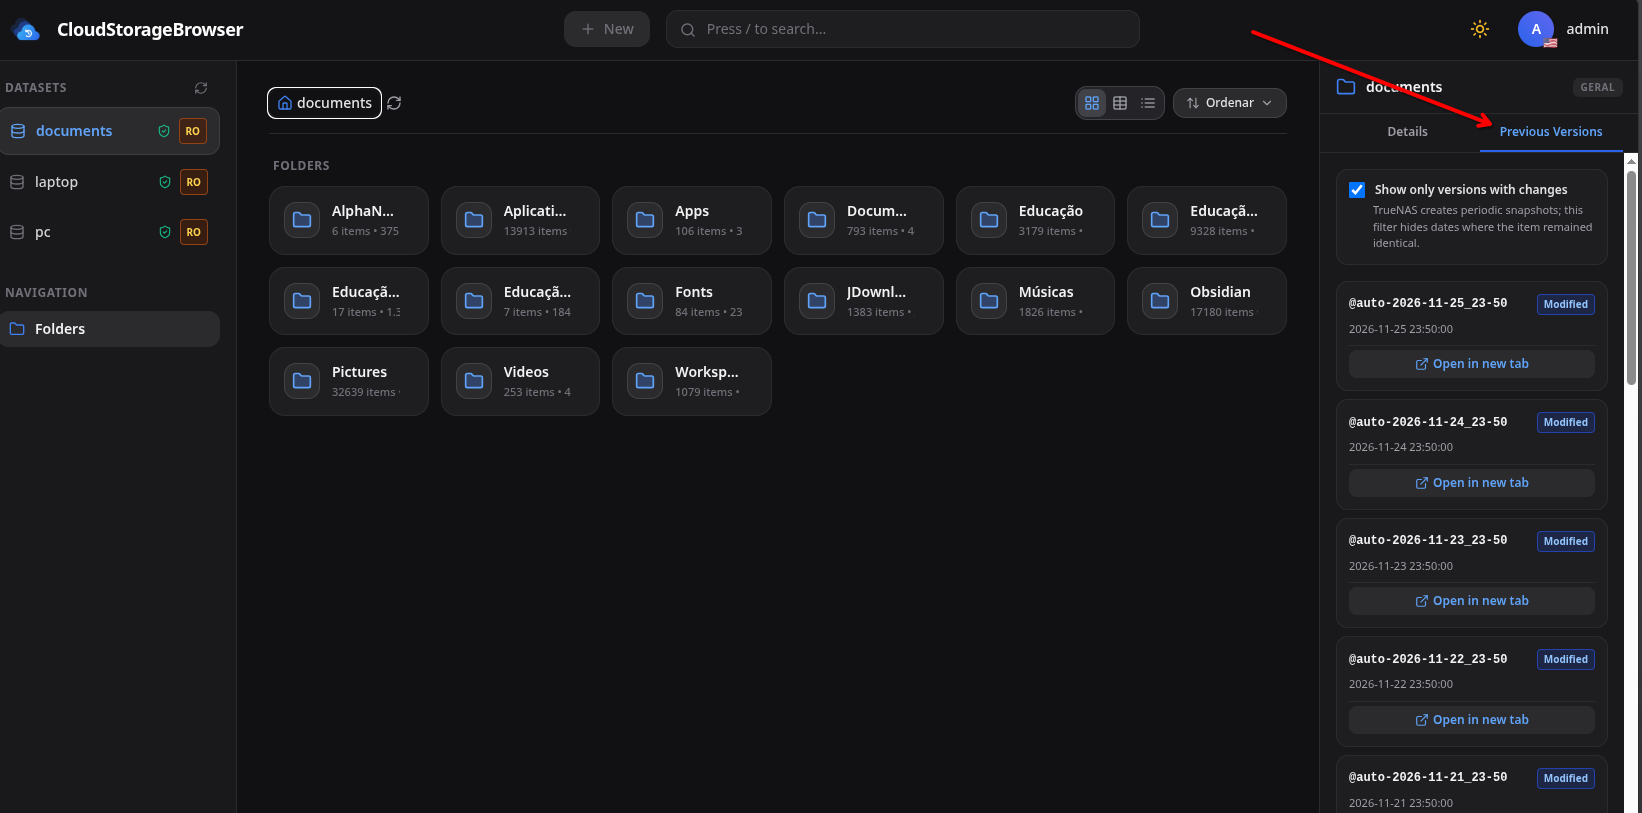 CloudStorageBrowser
New
Press / to search...
A
admin
DATASETS
documents
RO
laptop
RO
pc
RO
NAVIGATION
Folders
documents
Ordenar
FOLDERS
AlphaN...
6 items • 375
Aplicati...
13913 items
Apps
106 items • 3
Docum...
793 items • 4
Educação
3179 items •
Educaçã...
9328 items •
Educaçã...
17 items • 1.3
Educaçã...
7 items • 184
Fonts
84 items • 23
JDownl...
1383 items •
Músicas
1826 items •
Obsidian
17180 items
Pictures
32639 items •
Videos
253 items • 4
Worksp...
1079 items •
documents
GERAL
Details
Previous Versions
Show only versions with changes
TrueNAS creates periodic snapshots; this
filter hides dates where the item remained
identical.
@auto-2026-11-25_23-50
Modified
2026-11-25 23:50:00
Open in new tab
@auto-2026-11-24_23-50
Modified
2026-11-24 23:50:00
Open in new tab
@auto-2026-11-23_23-50
Modified
2026-11-23 23:50:00
Open in new tab
@auto-2026-11-22_23-50
Modified
2026-11-22 23:50:00
Open in new tab
@auto-2026-11-21_23-50
Modified
2026-11-21 23:50:00